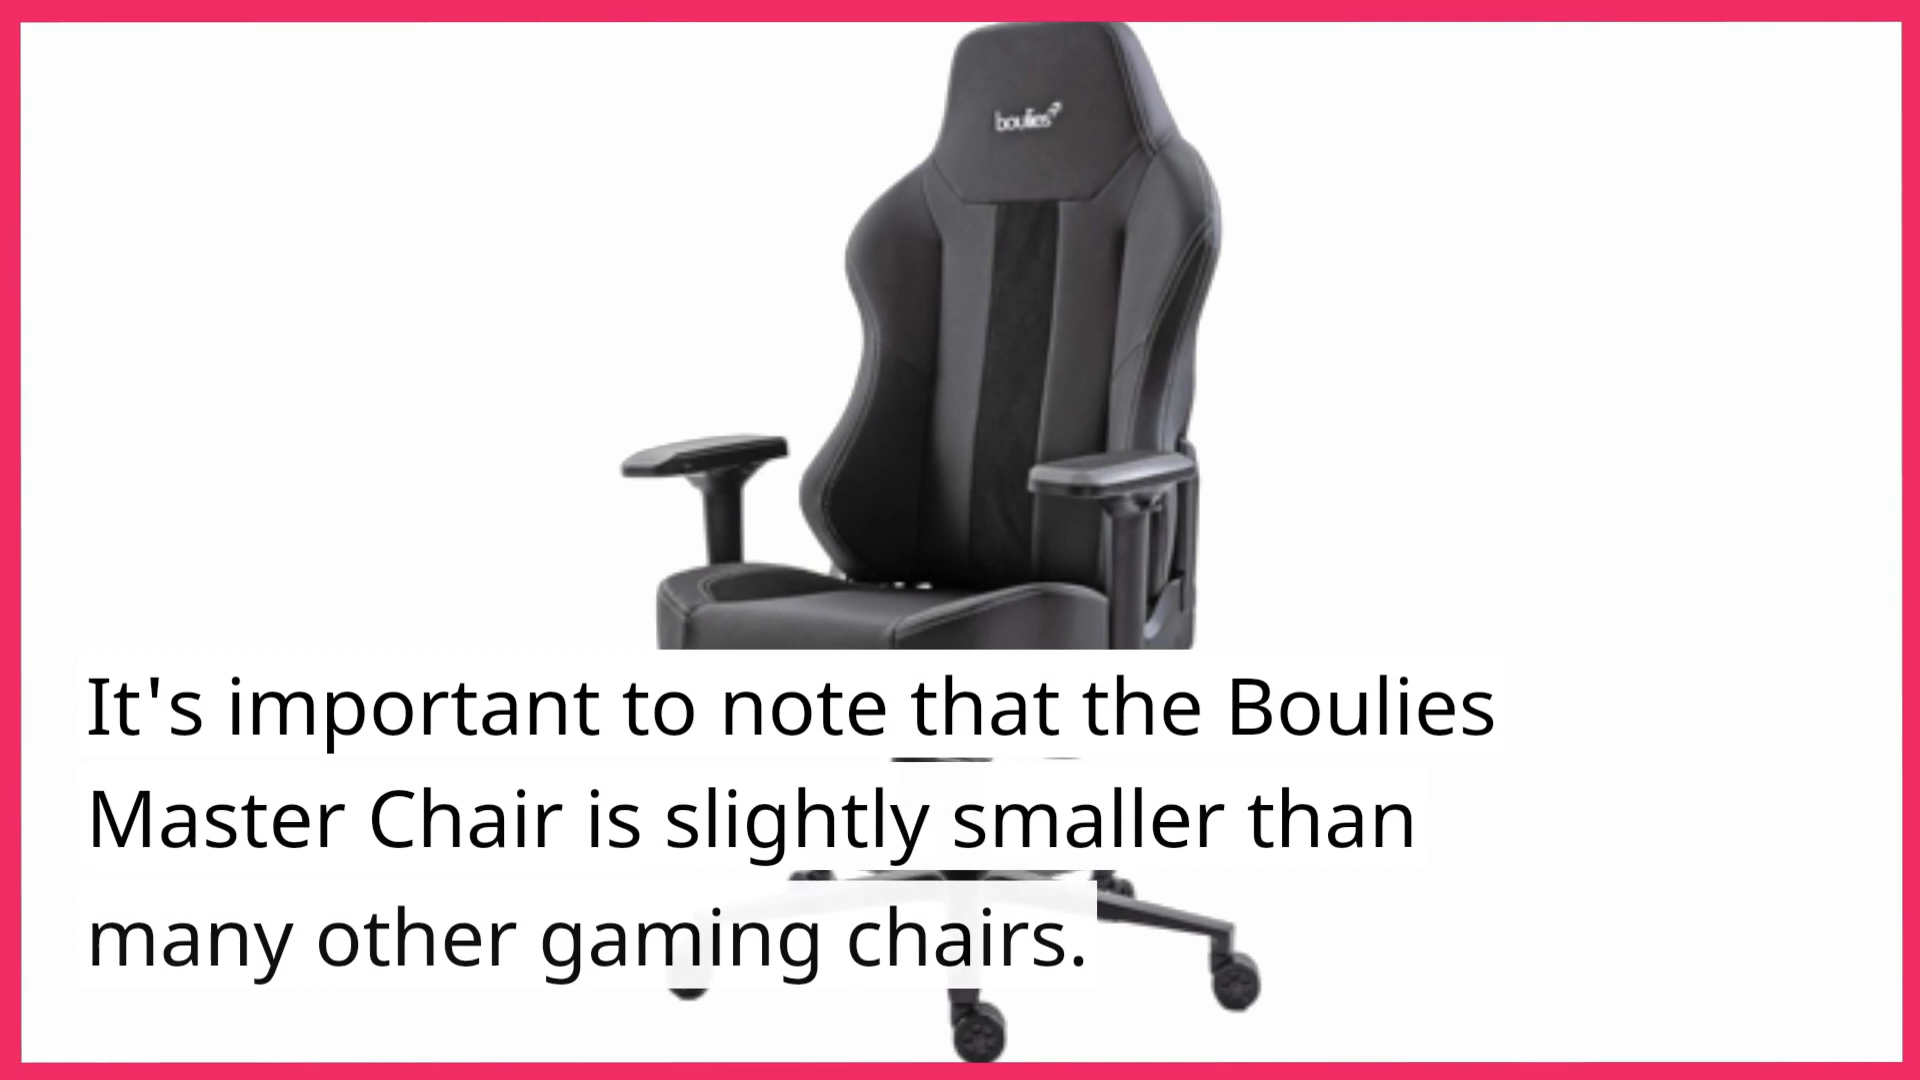 boulies
It's important to note that the Boulies
Master Chair is slightly smaller than
many other gaming chairs.